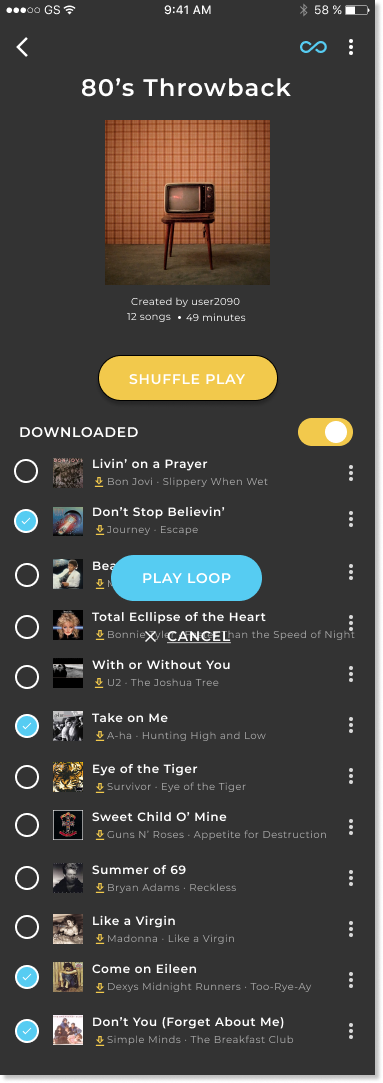 GS 9:41 AM 58 %
80's Throwback
Created by user2090
12 songs • 49 minutes
SHUFFLE PLAY
DOWNLOADED
Livin' on a Prayer
Bon Jovi · Slippery When Wet
Don't Stop Believin'
Journey · Escape
Bea
PLAY LOOP
Total Ecllipse of the Heart
Bonnie Tyler han the Speed of Night
× CANCEL
With or Without You
U2 · The Joshua Tree
Take on Me
A-ha · Hunting High and Low
Eye of the Tiger
Survivor · Eye of the Tiger
Sweet Child O' Mine
Guns N' Roses · Appetite for Destruction
Summer of 69
Bryan Adams · Reckless
Like a Virgin
Madonna · Like a Virgin
Come on Eileen
Dexys Midnight Runners · Too-Rye-Ay
Don't You (Forget About Me)
Simple Minds · The Breakfast Club